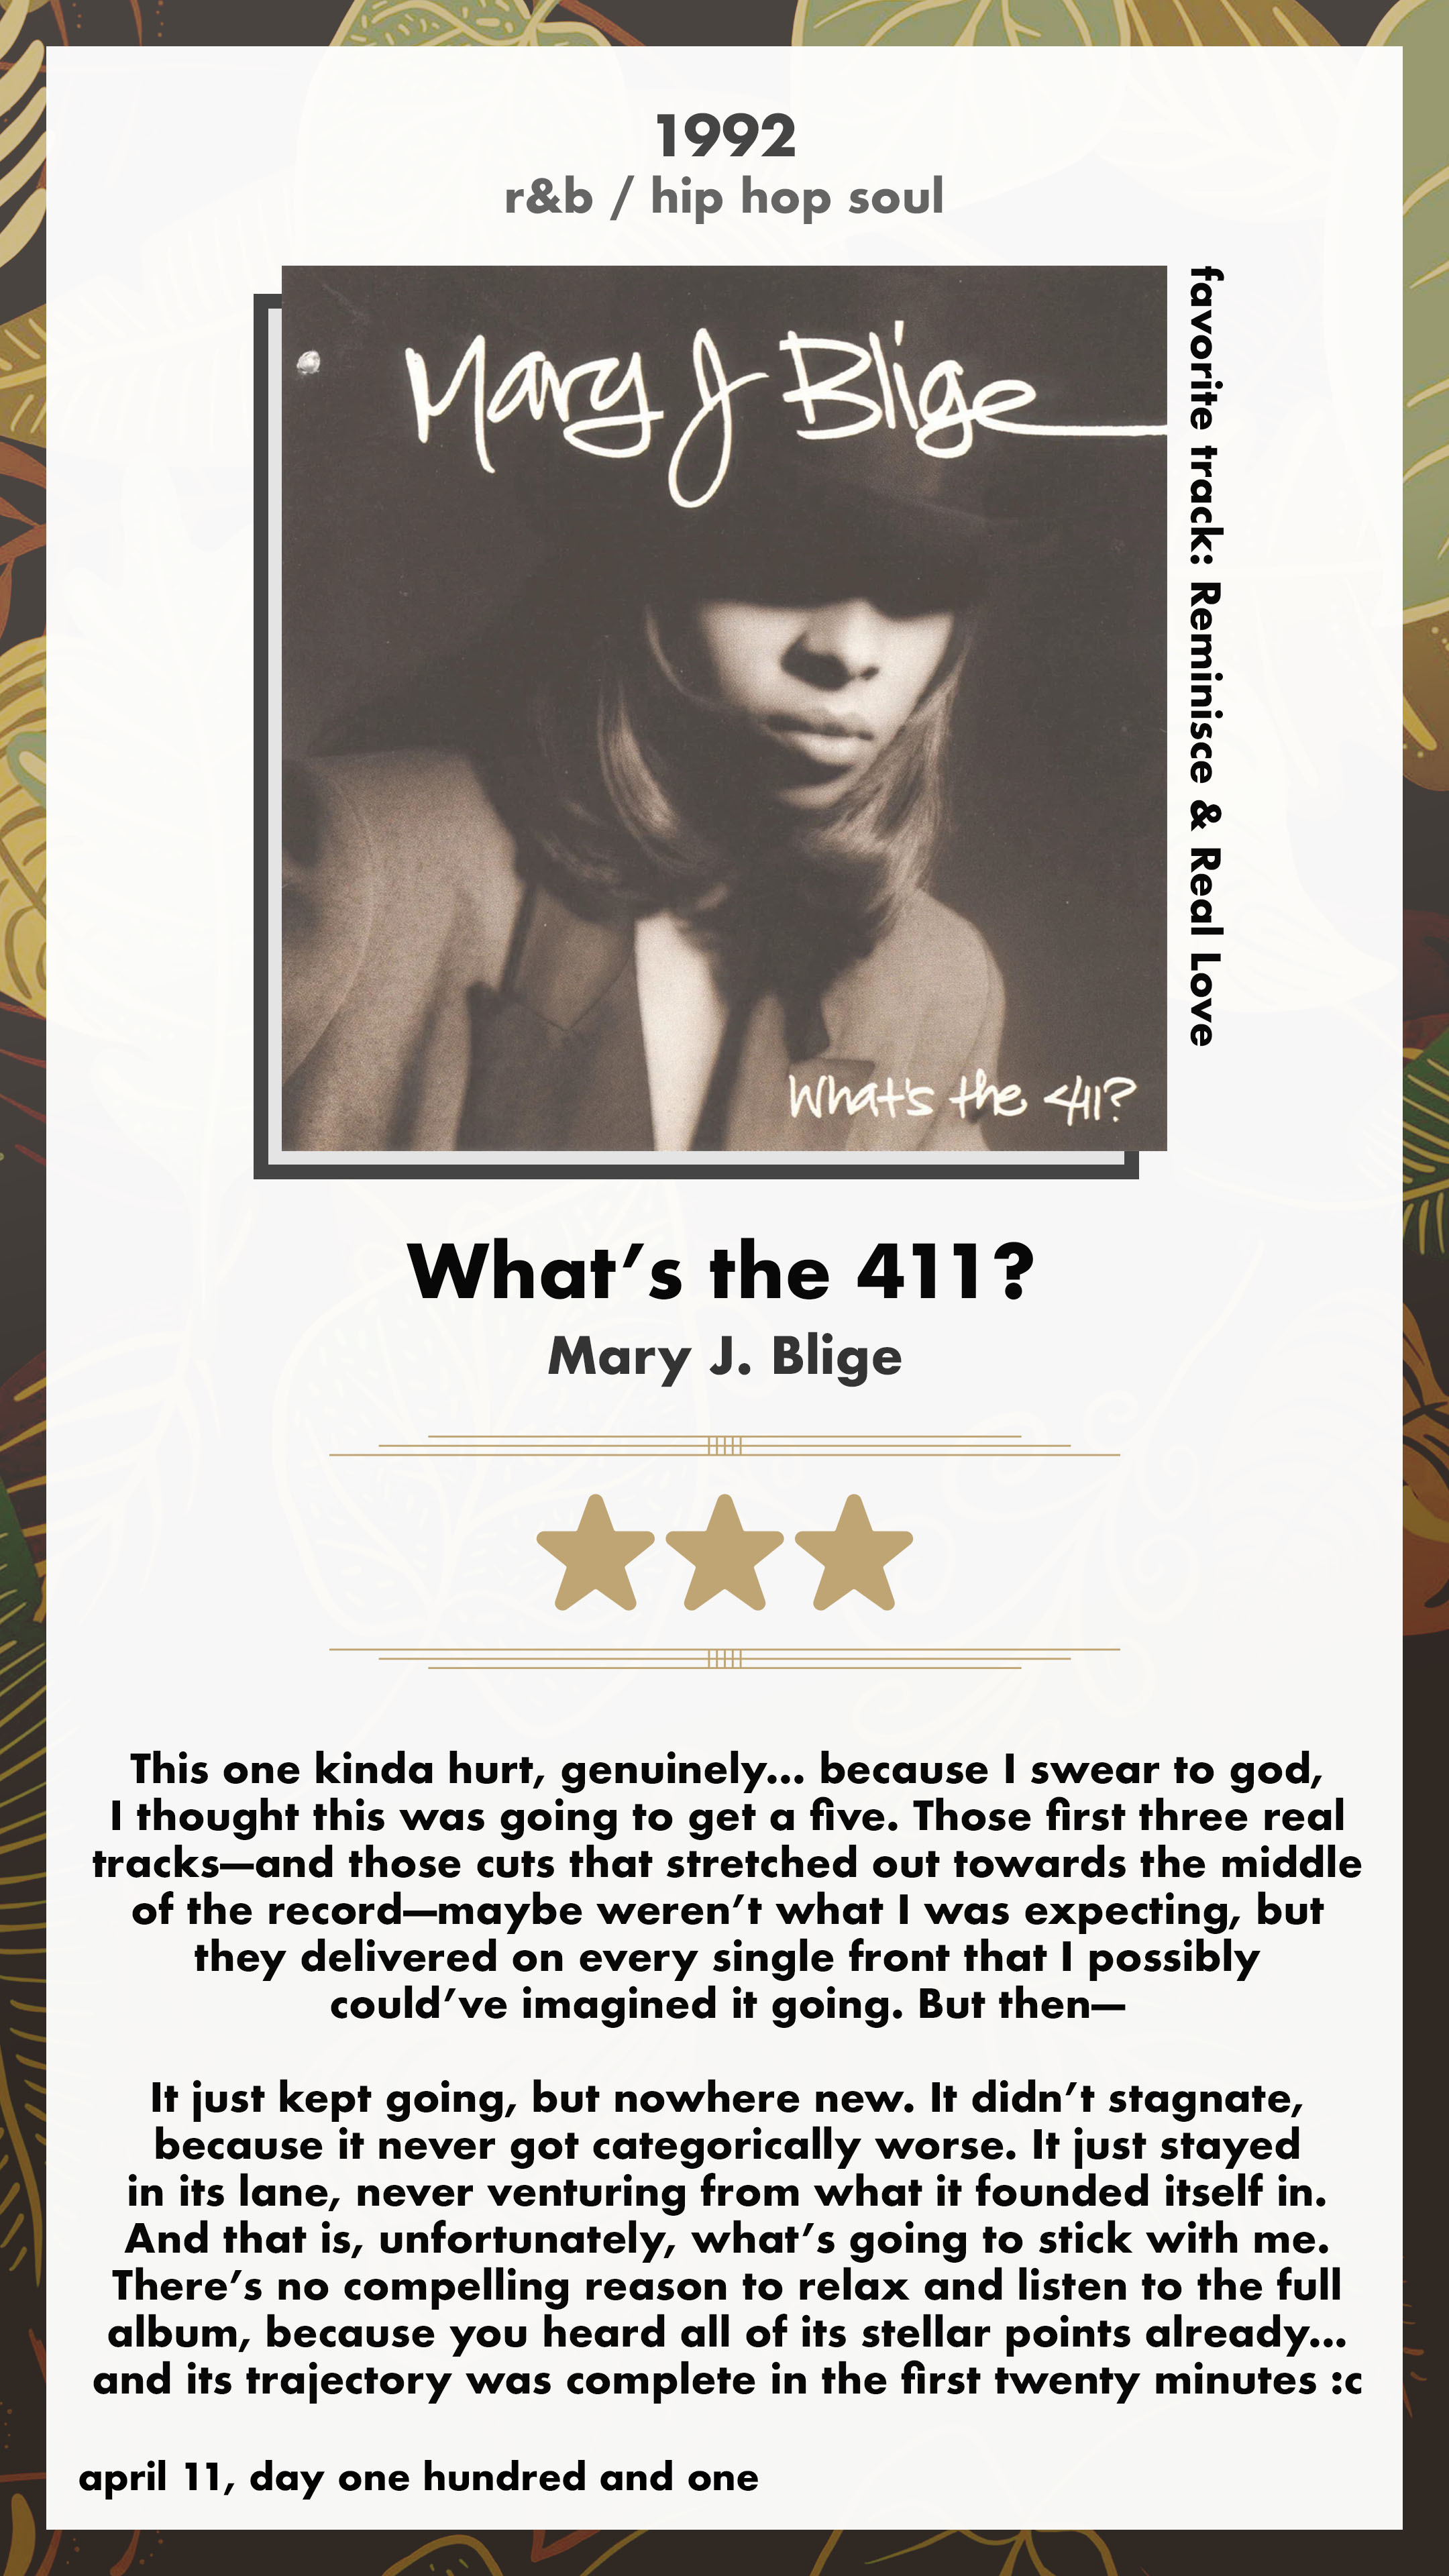 1992
r&b / hip hop soul
Mary J Blige
What's the 411?
favorite track: Reminisce & Real Love
What’s the 411?
Mary J. Blige
This one kinda hurt, genuinely... because I swear to god,
I thought this was going to get a five. Those first three real
tracks—and those cuts that stretched out towards the middle
of the record—maybe weren’t what I was expecting, but
they delivered on every single front that I possibly
could’ve imagined it going. But then—
It just kept going, but nowhere new. It didn’t stagnate,
because it never got categorically worse. It just stayed
in its lane, never venturing from what it founded itself in.
And that is, unfortunately, what’s going to stick with me.
There’s no compelling reason to relax and listen to the full
album, because you heard all of its stellar points already...
and its trajectory was complete in the first twenty minutes :c
april 11, day one hundred and one